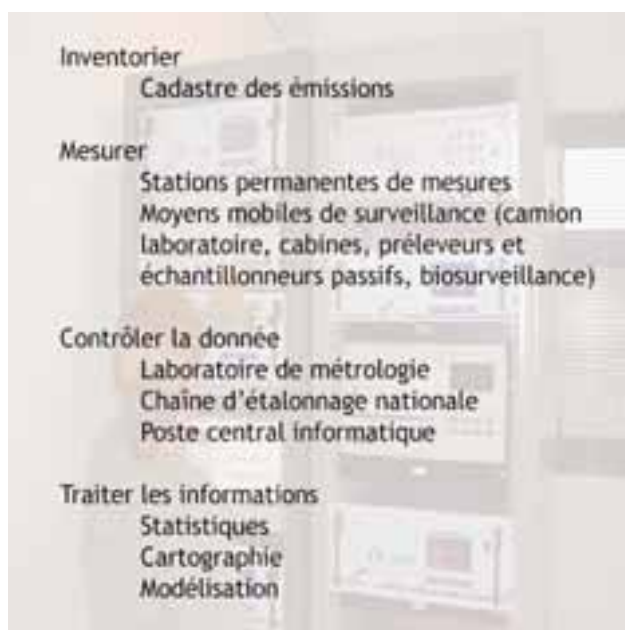 Inventorier
Cadastre des émissions
Mesurer
Stations permanentes de mesures
Moyens mobiles de surveillance (camion
laboratoire, cabines, préleveurs et
échantillonneurs passifs, biosurveillance)
Contrôler la donnée
Laboratoire de métrologie
Chaîne d'étalonnage nationale
Poste central informatique
Traiter les informations
Statistiques
Cartographie
Modélisation